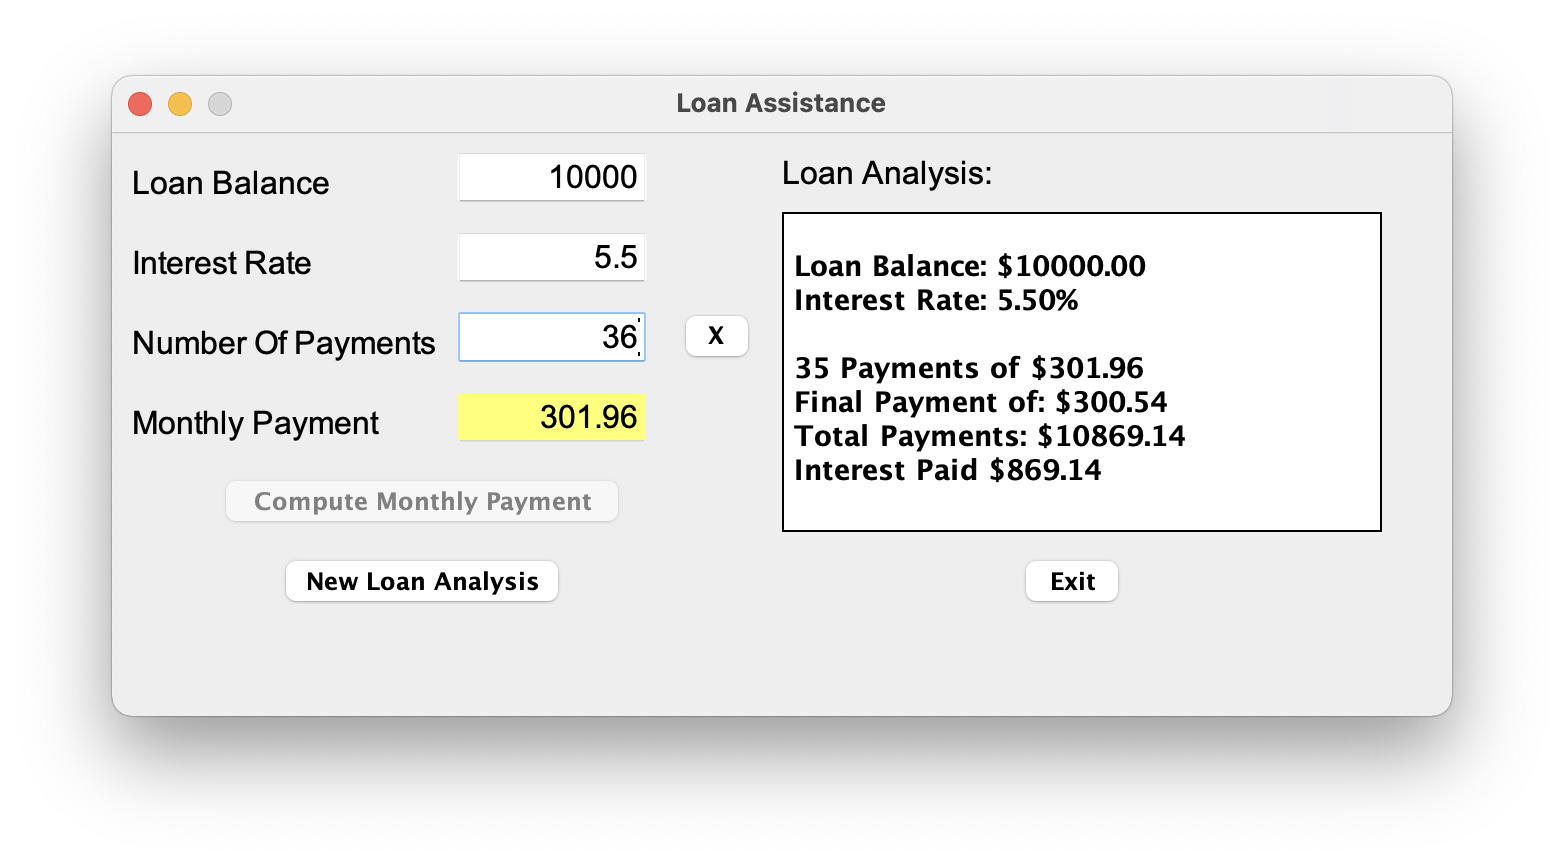 Loan Assistance
Loan Balance 10000
Interest Rate 5.5
Number Of Payments 36 X
Monthly Payment 301.96
Compute Monthly Payment
New Loan Analysis
Loan Analysis:
Loan Balance: $10000.00
Interest Rate: 5.50%
35 Payments of $301.96
Final Payment of: $300.54
Total Payments: $10869.14
Interest Paid $869.14
Exit